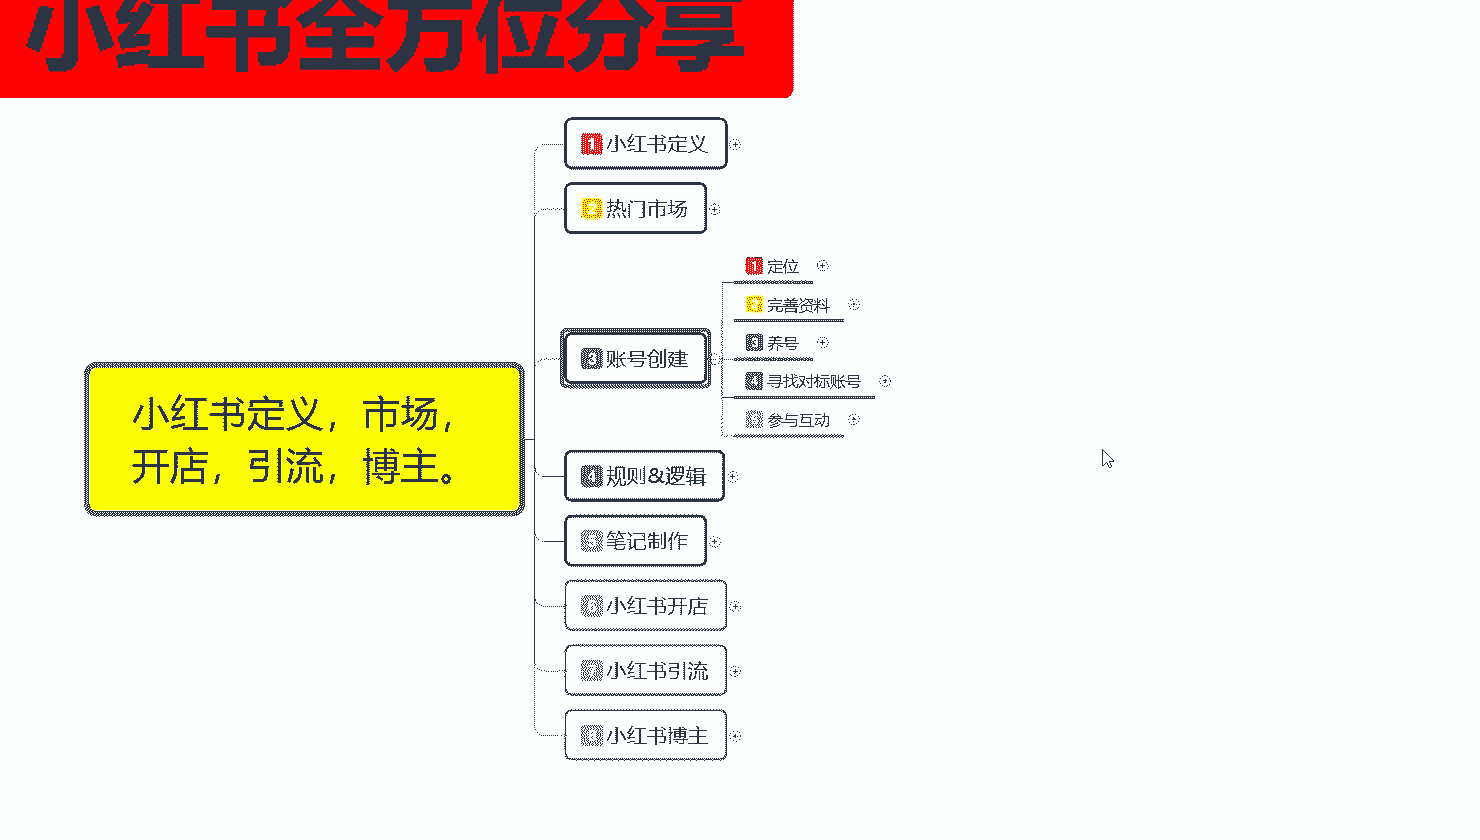 小红书全方位分享
小红书定义，市场，
开店，引流，博主。
1 小红书定义
2 热门市场
3 账号创建
1 定位
2 完善资料
3 养号
4 寻找对标账号
5 参与互动
4 规则&逻辑
5 笔记制作
6 小红书开店
7 小红书引流
8 小红书博主